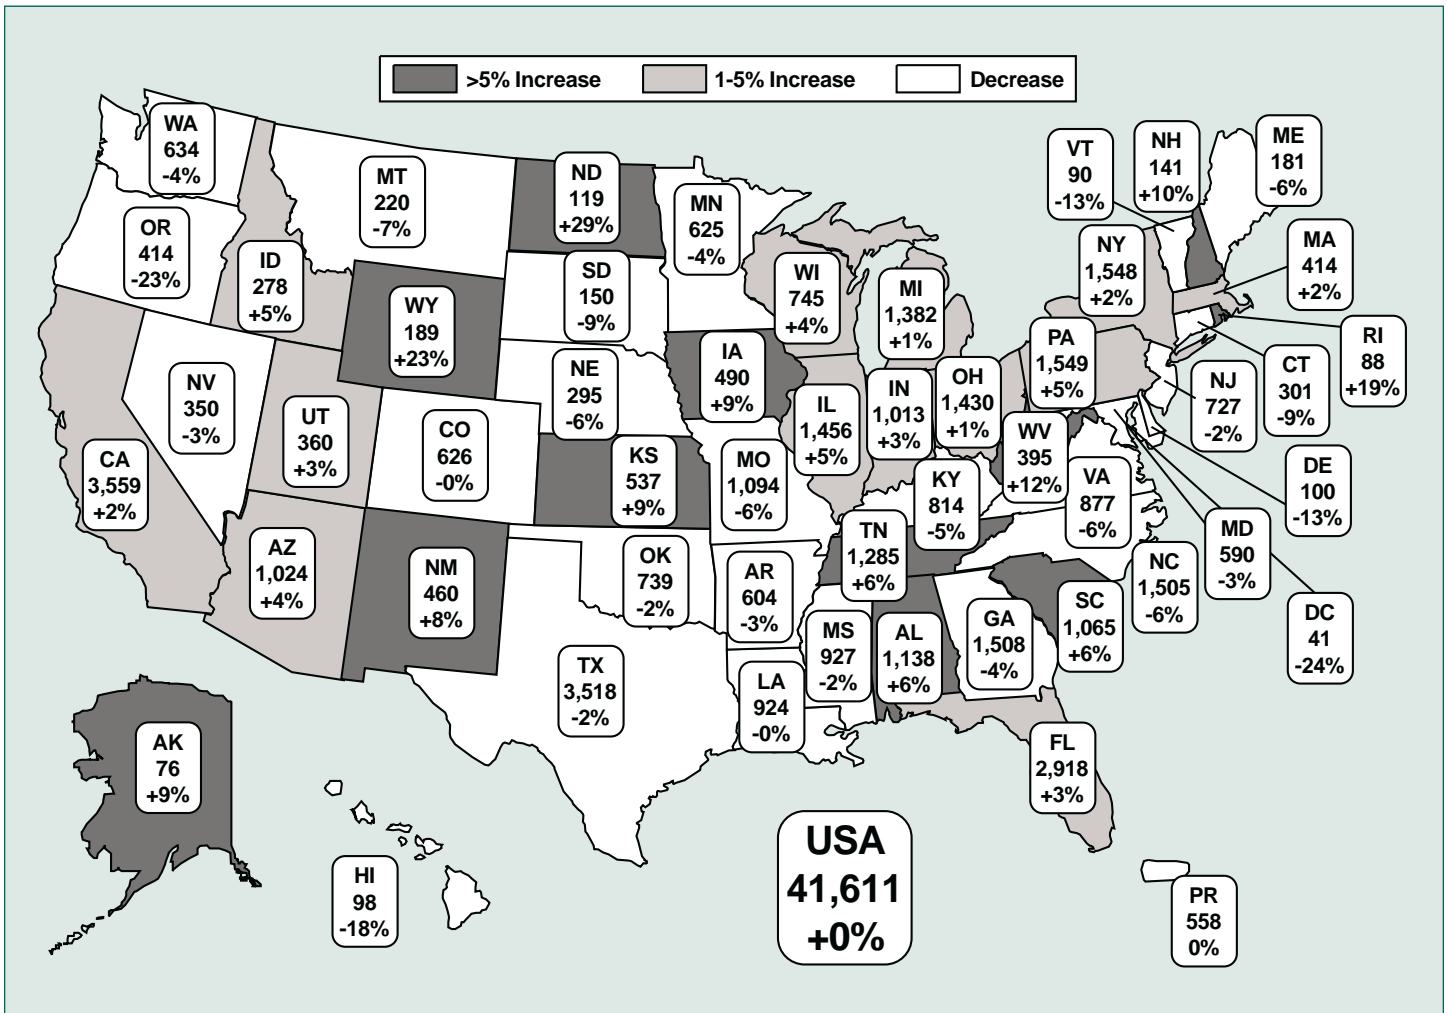 >5% Increase
1-5% Increase
Decrease
WA
634
-4%
OR
414
-23%
CA
3,559
+2%
ID
278
+5%
NV
350
-3%
MT
220
-7%
WY
189
+23%
UT
360
+3%
AZ
1,024
+4%
CO
626
-0%
NM
460
+8%
ND
119
+29%
SD
150
-9%
NE
295
-6%
KS
537
+9%
OK
739
-2%
TX
3,518
-2%
MN
625
-4%
IA
490
+9%
MO
1,094
-6%
AR
604
-3%
LA
924
-0%
WI
745
+4%
IL
1,456
+5%
MI
1,382
+1%
IN
1,013
+3%
OH
1,430
+1%
KY
814
-5%
TN
1,285
+6%
MS
927
-2%
AL
1,138
+6%
GA
1,508
-4%
FL
2,918
+3%
SC
1,065
+6%
NC
1,505
-6%
VA
877
-6%
WV
395
+12%
PA
1,549
+5%
NY
1,548
+2%
VT
90
-13%
NH
141
+10%
ME
181
-6%
MA
414
+2%
RI
88
+19%
CT
301
-9%
NJ
727
-2%
DE
100
-13%
MD
590
-3%
DC
41
-24%
AK
76
+9%
HI
98
-18%
USA
41,611
+0%
PR
558
0%